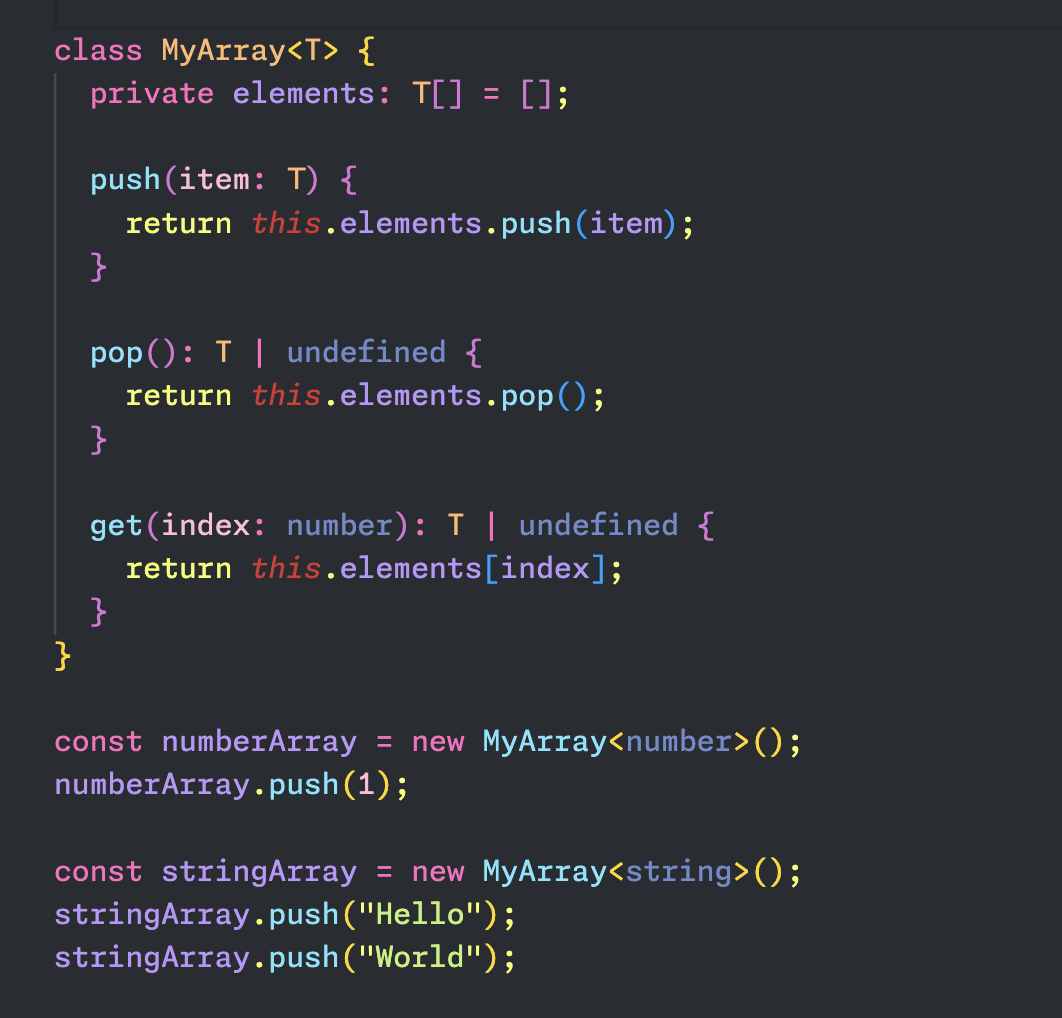 class MyArray<T> {
  private elements: T[] = [];

  push(item: T) {
    return this.elements.push(item);
  }

  pop(): T | undefined {
    return this.elements.pop();
  }

  get(index: number): T | undefined {
    return this.elements[index];
  }
}

const numberArray = new MyArray<number>();
numberArray.push(1);

const stringArray = new MyArray<string>();
stringArray.push("Hello");
stringArray.push("World");